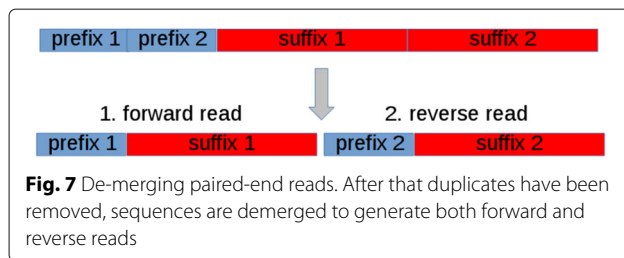 prefix 1 prefix 2 suffix 1 suffix 2
1. forward read 2. reverse read
prefix 1 suffix 1 prefix 2 suffix 2
Fig. 7 De-merging paired-end reads. After that duplicates have been
removed, sequences are demerged to generate both forward and
reverse reads